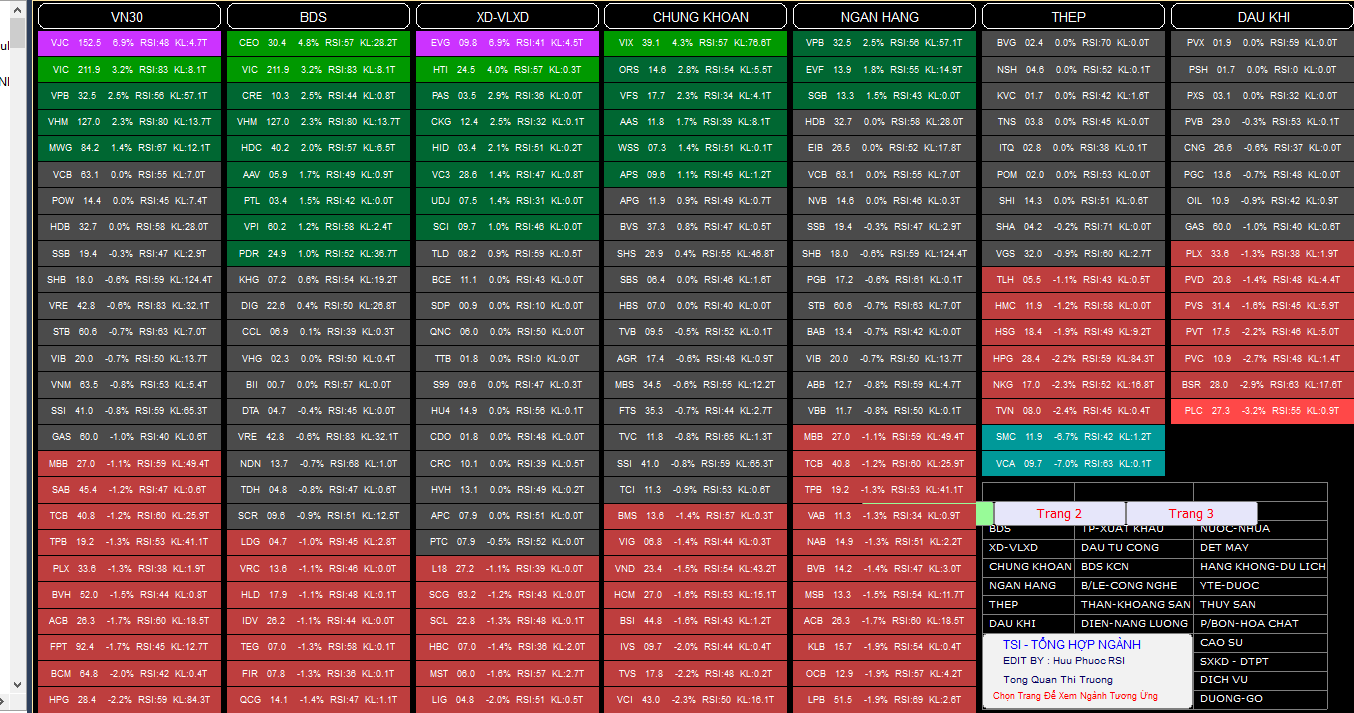 VN30
VJC 152.5 6.9% RSI:48 KL:4.7T
VIC 211.9 3.2% RSI:83 KL:8.1T
VPB 32.5 2.5% RSI:56 KL:57.1T
VHM 127.0 2.3% RSI:80 KL:13.7T
MWG 84.2 1.4% RSI:67 KL:12.1T
VCB 63.1 0.0% RSI:55 KL:7.0T
POW 14.4 0.0% RSI:45 KL:7.4T
HDB 32.7 0.0% RSI:58 KL:28.0T
SSB 19.4 -0.3% RSI:47 KL:2.9T
SHB 18.0 -0.6% RSI:59 KL:124.4T
VRE 42.8 -0.6% RSI:83 KL:32.1T
STB 60.6 -0.7% RSI:63 KL:7.0T
VIB 20.0 -0.7% RSI:50 KL:13.7T
VNM 63.5 -0.8% RSI:53 KL:5.4T
SSI 41.0 -0.8% RSI:59 KL:65.3T
GAS 60.0 -1.0% RSI:40 KL:0.6T
MBB 27.0 -1.1% RSI:59 KL:49.4T
SAB 45.4 -1.2% RSI:47 KL:0.6T
TCB 40.8 -1.2% RSI:60 KL:25.9T
TPB 19.2 -1.3% RSI:53 KL:41.1T
PLX 33.6 -1.3% RSI:38 KL:1.9T
BVH 52.0 -1.5% RSI:44 KL:0.8T
ACB 26.3 -1.7% RSI:60 KL:18.5T
FPT 92.4 -1.7% RSI:45 KL:12.7T
BCM 64.8 -2.0% RSI:42 KL:0.4T
HPG 28.4 -2.2% RSI:59 KL:84.3T
BDS
CEO 30.4 4.8% RSI:57 KL:28.2T
VIC 211.9 3.2% RSI:83 KL:8.1T
CRE 10.3 2.5% RSI:44 KL:0.8T
VHM 127.0 2.3% RSI:80 KL:13.7T
HDC 40.2 2.0% RSI:57 KL:6.5T
AAV 05.9 1.7% RSI:49 KL:0.9T
PTL 03.4 1.5% RSI:42 KL:0.0T
VPI 60.2 1.2% RSI:58 KL:2.4T
PDR 24.9 1.0% RSI:52 KL:36.7T
KHG 07.2 0.6% RSI:54 KL:19.2T
DIG 22.6 0.4% RSI:50 KL:26.8T
CCL 06.9 0.1% RSI:39 KL:0.3T
VHG 02.3 0.0% RSI:50 KL:0.4T
BII 00.7 0.0% RSI:57 KL:0.0T
DTA 04.7 -0.4% RSI:45 KL:0.0T
VRE 42.8 -0.6% RSI:83 KL:32.1T
NDN 13.7 -0.7% RSI:68 KL:1.0T
TDH 04.8 -0.8% RSI:47 KL:0.6T
SCR 09.6 -0.9% RSI:51 KL:12.5T
LDG 04.7 -1.0% RSI:45 KL:2.8T
VRC 13.6 -1.1% RSI:46 KL:0.0T
HLD 17.9 -1.1% RSI:48 KL:0.1T
IDV 26.2 -1.1% RSI:44 KL:0.0T
TEG 07.0 -1.3% RSI:58 KL:0.1T
FIR 07.8 -1.3% RSI:36 KL:0.1T
QCG 14.1 -1.4% RSI:47 KL:1.1T
XD-VLXD
EVG 09.8 6.9% RSI:41 KL:4.5T
HTI 24.5 4.0% RSI:57 KL:0.3T
PAS 03.5 2.9% RSI:36 KL:0.0T
CKG 12.4 2.5% RSI:32 KL:0.1T
HID 03.4 2.1% RSI:51 KL:0.2T
VC3 28.6 1.4% RSI:47 KL:0.8T
UDJ 07.5 1.4% RSI:31 KL:0.0T
SCI 09.7 1.0% RSI:46 KL:0.0T
TLD 08.2 0.9% RSI:59 KL:0.5T
BCE 11.1 0.0% RSI:43 KL:0.0T
SDP 00.9 0.0% RSI:10 KL:0.0T
QNC 06.0 0.0% RSI:50 KL:0.0T
TTB 01.8 0.0% RSI:0 KL:0.0T
S99 09.6 0.0% RSI:47 KL:0.3T
HU4 14.9 0.0% RSI:56 KL:0.1T
CDO 01.8 0.0% RSI:48 KL:0.0T
CRC 10.1 0.0% RSI:39 KL:0.5T
HVH 13.1 0.0% RSI:49 KL:0.2T
APC 07.9 0.0% RSI:51 KL:0.0T
PTC 07.9 -0.5% RSI:52 KL:0.0T
L18 27.2 -1.1% RSI:39 KL:0.0T
SCG 63.2 -1.2% RSI:43 KL:0.0T
SCL 22.8 -1.3% RSI:48 KL:0.1T
HBC 07.0 -1.4% RSI:36 KL:2.0T
MST 06.0 -1.6% RSI:57 KL:2.7T
LIG 04.8 -2.0% RSI:51 KL:0.5T
CHUNG KHOAN
VIX 39.1 4.3% RSI:57 KL:76.6T
ORS 14.6 2.8% RSI:54 KL:5.5T
VFS 17.7 2.3% RSI:34 KL:4.1T
AAS 11.8 1.7% RSI:39 KL:8.1T
WSS 07.3 1.4% RSI:51 KL:0.1T
APS 09.6 1.1% RSI:45 KL:1.2T
APG 11.9 0.9% RSI:49 KL:0.7T
BVS 37.3 0.8% RSI:47 KL:0.5T
SHS 26.9 0.4% RSI:55 KL:46.8T
SBS 06.4 0.0% RSI:46 KL:1.6T
HBS 07.0 0.0% RSI:40 KL:0.0T
TVB 09.5 -0.5% RSI:52 KL:0.1T
AGR 17.4 -0.6% RSI:48 KL:0.9T
MBS 34.5 -0.6% RSI:55 KL:12.2T
FTS 35.3 -0.7% RSI:44 KL:2.7T
TVC 11.8 -0.8% RSI:65 KL:1.3T
SSI 41.0 -0.8% RSI:59 KL:65.3T
TCI 11.3 -0.9% RSI:53 KL:0.6T
BMS 13.6 -1.4% RSI:57 KL:0.3T
VIG 06.8 -1.4% RSI:44 KL:0.3T
VND 23.4 -1.5% RSI:54 KL:43.2T
HCM 27.0 -1.6% RSI:53 KL:15.1T
BSI 44.8 -1.6% RSI:43 KL:1.2T
IVS 09.7 -2.0% RSI:44 KL:0.4T
TVS 17.8 -2.2% RSI:48 KL:0.2T
VCI 43.0 -2.3% RSI:50 KL:16.1T
NGAN HANG
VPB 32.5 2.5% RSI:56 KL:57.1T
EVF 13.9 1.8% RSI:55 KL:14.9T
SGB 13.3 1.5% RSI:43 KL:0.0T
HDB 32.7 0.0% RSI:58 KL:28.0T
EIB 26.5 0.0% RSI:52 KL:17.8T
VCB 63.1 0.0% RSI:55 KL:7.0T
NVB 14.6 0.0% RSI:46 KL:0.3T
SSB 19.4 -0.3% RSI:47 KL:2.9T
SHB 18.0 -0.6% RSI:59 KL:124.4T
PGB 17.2 -0.6% RSI:61 KL:0.1T
STB 60.6 -0.7% RSI:63 KL:7.0T
BAB 13.4 -0.7% RSI:42 KL:0.0T
VIB 20.0 -0.7% RSI:50 KL:13.7T
ABB 12.7 -0.8% RSI:59 KL:4.7T
VBB 11.7 -0.8% RSI:50 KL:0.1T
MBB 27.0 -1.1% RSI:59 KL:49.4T
TCB 40.8 -1.2% RSI:60 KL:25.9T
TPB 19.2 -1.3% RSI:53 KL:41.1T
VAB 11.3 -1.3% RSI:34 KL:0.9T
NAB 14.9 -1.3% RSI:51 KL:2.2T
BVB 14.2 -1.4% RSI:47 KL:3.0T
MSB 13.3 -1.5% RSI:54 KL:11.7T
ACB 26.3 -1.7% RSI:60 KL:18.5T
KLB 15.7 -1.9% RSI:54 KL:0.4T
OCB 12.9 -1.9% RSI:57 KL:4.2T
LPB 51.5 -1.9% RSI:69 KL:2.6T
THEP
BVG 02.4 0.0% RSI:70 KL:0.0T
NSH 04.6 0.0% RSI:52 KL:0.1T
KVC 01.7 0.0% RSI:42 KL:1.6T
TNS 03.8 0.0% RSI:45 KL:0.0T
ITQ 02.8 0.0% RSI:38 KL:0.1T
POM 02.0 0.0% RSI:53 KL:0.0T
SHI 14.3 0.0% RSI:51 KL:0.6T
SHA 04.2 -0.2% RSI:71 KL:0.0T
VGS 32.0 -0.9% RSI:60 KL:2.7T
TLH 05.5 -1.1% RSI:43 KL:0.5T
HMC 11.9 -1.2% RSI:58 KL:0.0T
HSG 18.4 -1.9% RSI:49 KL:9.2T
HPG 28.4 -2.2% RSI:59 KL:84.3T
NKG 17.0 -2.3% RSI:52 KL:16.8T
TVN 08.0 -2.4% RSI:45 KL:0.4T
SMC 11.9 -6.7% RSI:42 KL:1.2T
VCA 09.7 -7.0% RSI:63 KL:0.1T
DAU KHI
PVX 01.9 0.0% RSI:59 KL:0.0T
PSH 01.7 0.0% RSI:0 KL:0.0T
PXS 03.1 0.0% RSI:32 KL:0.0T
PVB 29.0 -0.3% RSI:53 KL:0.1T
CNG 26.6 -0.6% RSI:37 KL:0.0T
PGC 13.6 -0.7% RSI:48 KL:0.0T
OIL 10.9 -0.9% RSI:42 KL:0.9T
GAS 60.0 -1.0% RSI:40 KL:0.6T
PLX 33.6 -1.3% RSI:38 KL:1.9T
PVD 20.8 -1.4% RSI:48 KL:4.4T
PVS 31.4 -1.6% RSI:45 KL:5.9T
PVT 17.5 -2.2% RSI:46 KL:5.0T
PVC 10.9 -2.7% RSI:48 KL:1.4T
BSR 28.0 -2.9% RSI:63 KL:17.6T
PLC 27.3 -3.2% RSI:55 KL:0.9T
Trang 2 Trang 3
BDS TP-XUAT KHAU NUOC-NHUA
XD-VLXD DAU TU CONG DET MAY
CHUNG KHOAN BDS KCN HANG KHONG-DU LICH
NGAN HANG B/LE-CONG NGHE YTE-DUOC
THEP THAN-KHOANG SAN THUY SAN
DAU KHI DIEN-NANG LUONG P/BON-HOA CHAT
CAO SU
SXKD - DTPT
DICH VU
DUONG-GO
TSI - TỔNG HỢP NGÀNH
EDIT BY : Huu Phuoc RSI
Tong Quan Thi Truong
Chọn Trang Để Xem Ngành Tương Ứng